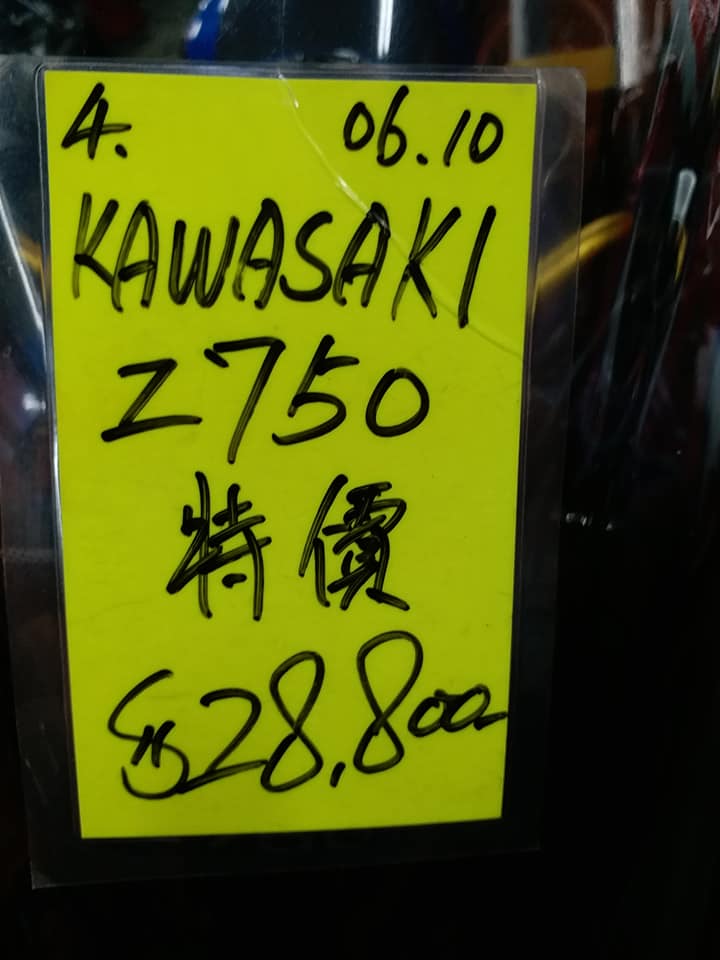 4. 06.10
KAWASAKI
Z750
特價
$28,800